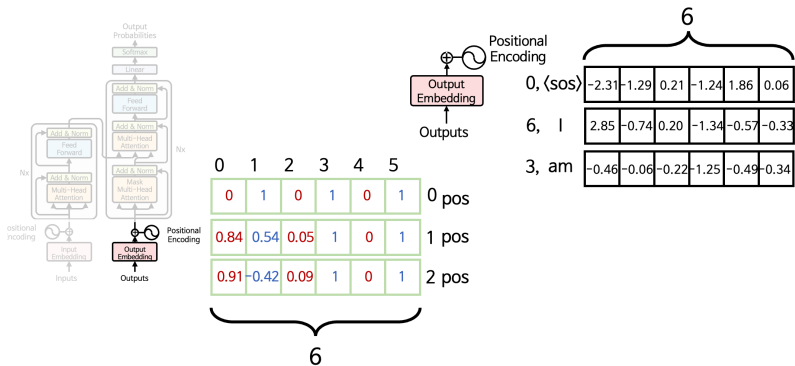 Output
Probabilities
Softmax
Linear
Add & Norm
Feed
Forward
Add & Norm
Multi-Head
Attention
Nx
Add & Norm
Mask
Multi-Head
Attention
Add & Norm
Feed
Forward
Nx
Add & Norm
Multi-Head
Attention
ositional
ncoding
Input
Embedding
Inputs
Positional
Encoding
Output
Embedding
Outputs
Positional
Encoding
Output
Embedding
Outputs
0 1 2 3 4 5
0 1 0 1 0 1 0 pos
0.84 0.54 0.05 1 0 1 1 pos
0.91 −0.42 0.09 1 0 1 2 pos
6
6
0, ⟨sos⟩ −2.31 −1.29 0.21 −1.24 1.86 0.06
6, I 2.85 −0.74 0.20 −1.34 −0.57 −0.33
3, am −0.46 −0.06 −0.22 −1.25 −0.49 −0.34